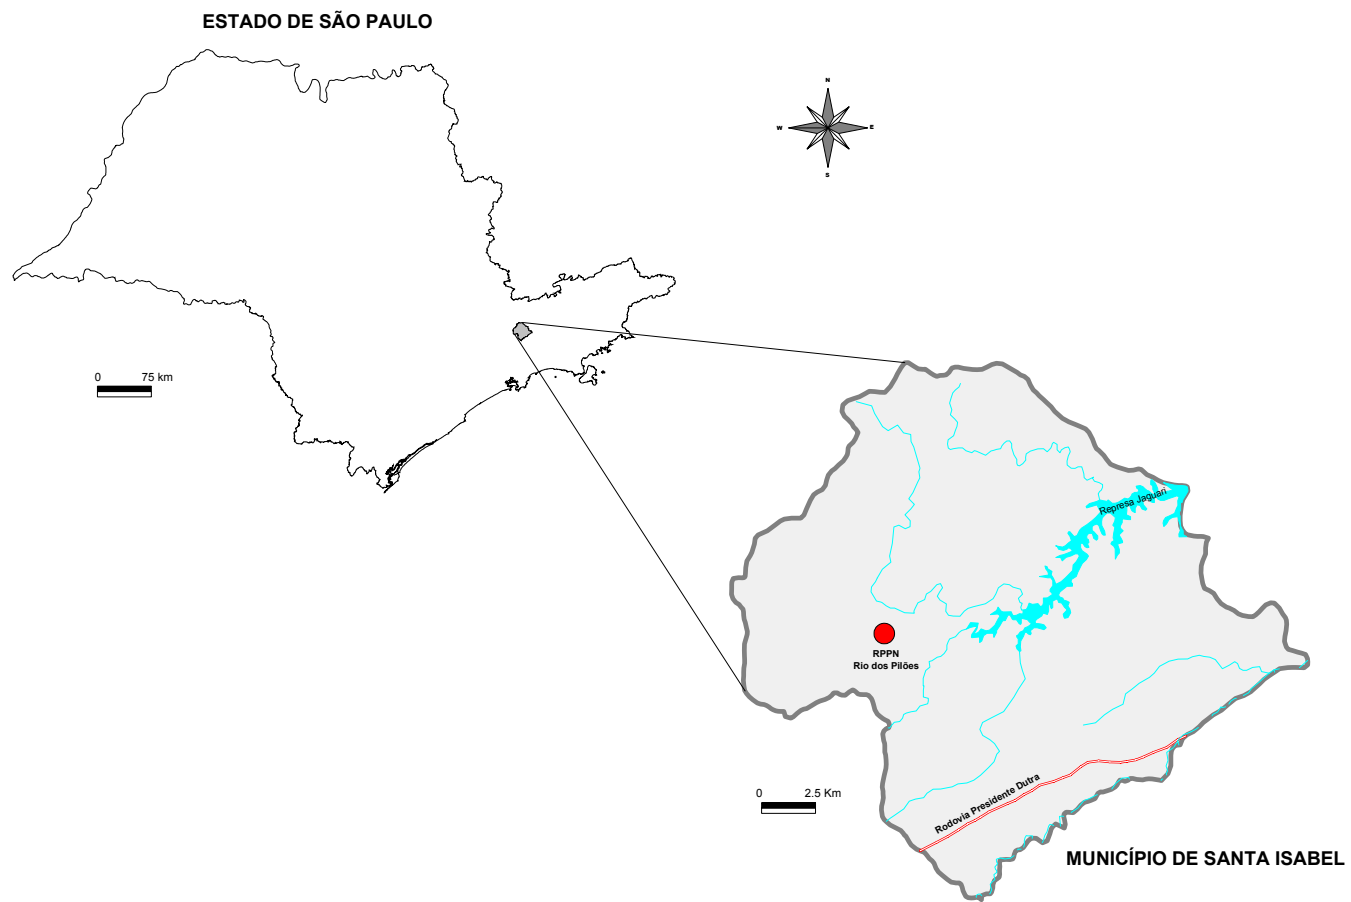 ESTADO DE SÃO PAULO
N
W
E
S
0 75 km
Represa Jaguari
RPPN
Rio dos Pilões
0 2.5 Km
Rodovia Presidente Dutra
MUNICÍPIO DE SANTA ISABEL